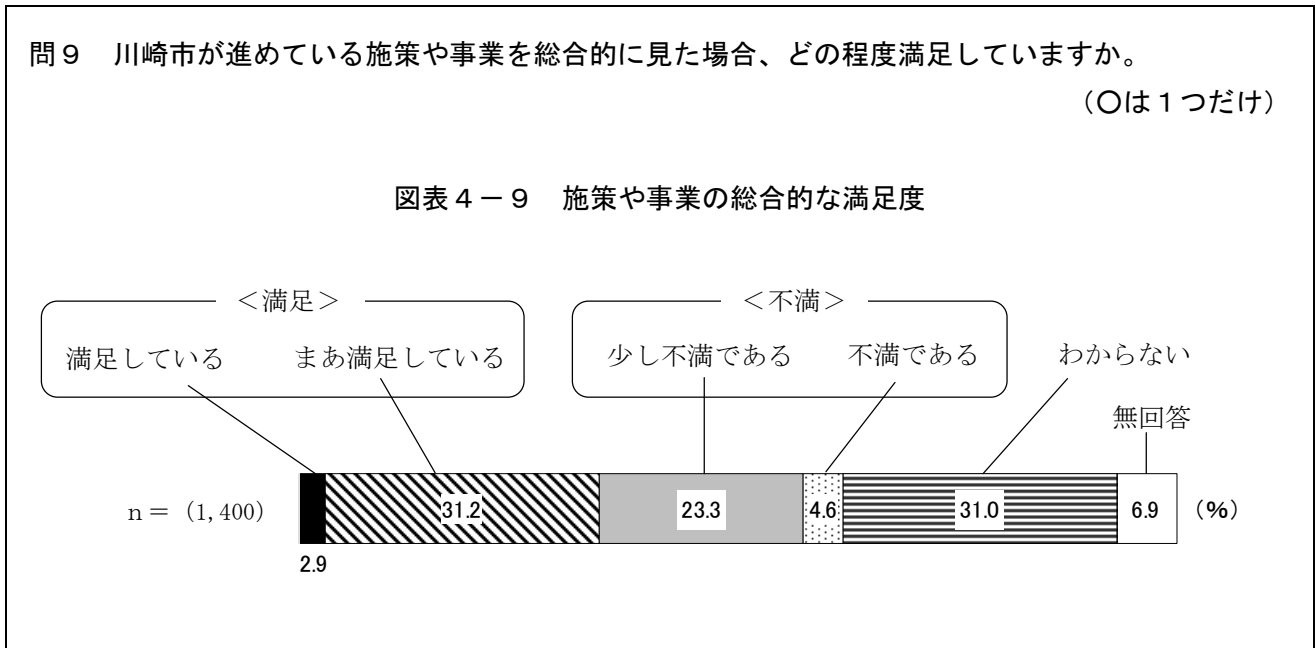 問９　川崎市が進めている施策や事業を総合的に見た場合、どの程度満足していますか。
（○は１つだけ）
図表４－９　施策や事業の総合的な満足度
＜満足＞
＜不満＞
満足している
まあ満足している
少し不満である
不満である
わからない
無回答
n＝（1,400）
31.2
23.3
4.6
31.0
6.9
（％）
2.9